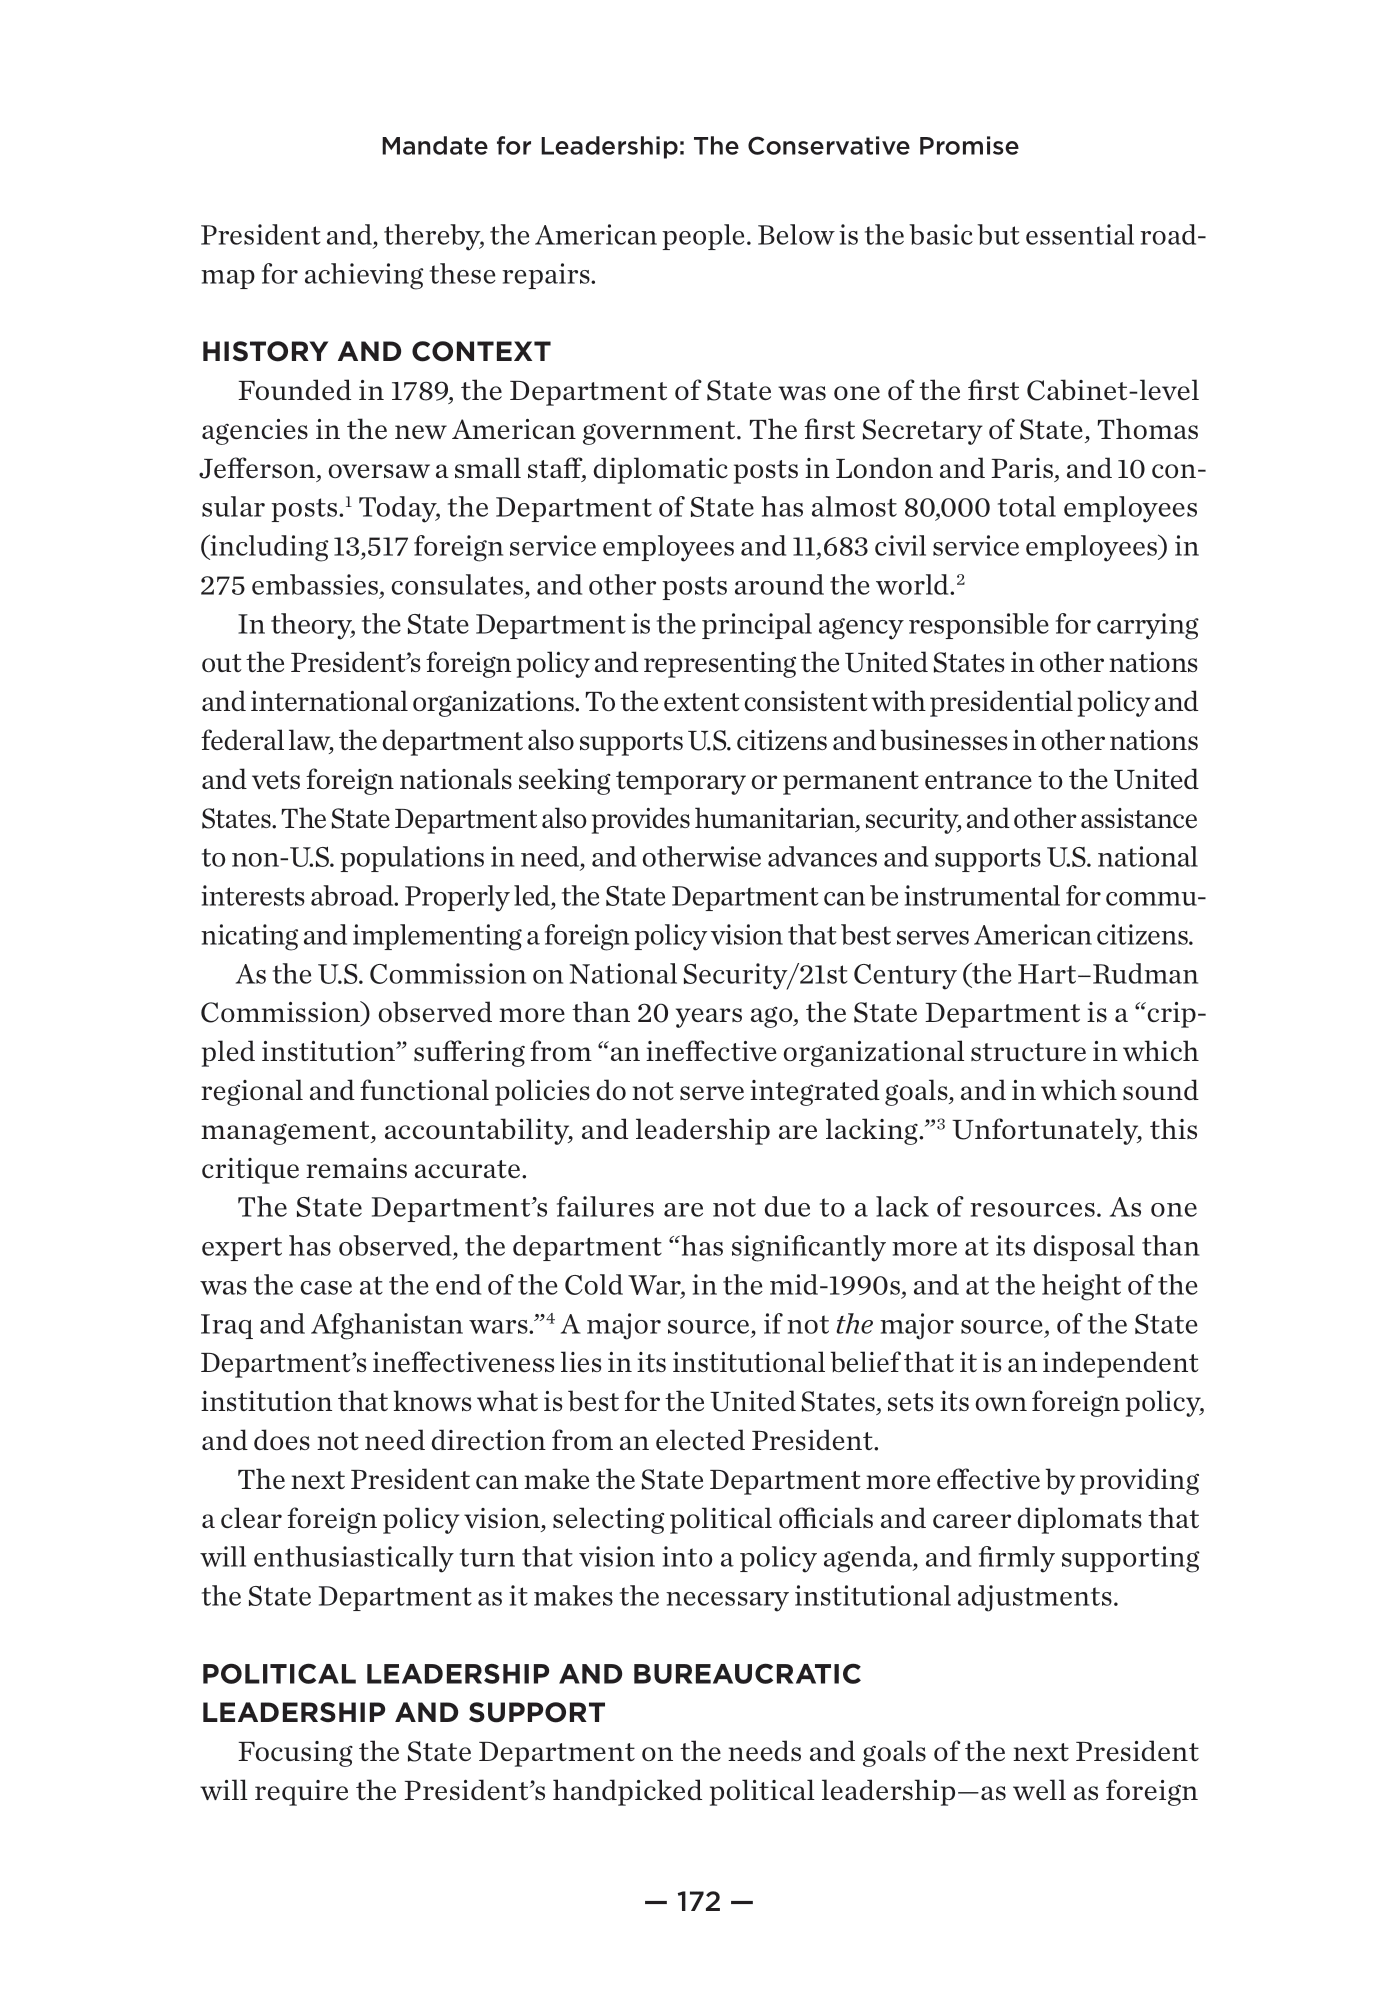 Mandate for Leadership: The Conservative Promise
President and, thereby, the American people. Below is the basic but essential road-
map for achieving these repairs.
HISTORY AND CONTEXT
Founded in 1789, the Department of State was one of the first Cabinet-level
agencies in the new American government. The first Secretary of State, Thomas
Jefferson, oversaw a small staff, diplomatic posts in London and Paris, and 10 con-
sular posts.¹ Today, the Department of State has almost 80,000 total employees
(including 13,517 foreign service employees and 11,683 civil service employees) in
275 embassies, consulates, and other posts around the world.²
In theory, the State Department is the principal agency responsible for carrying
out the President’s foreign policy and representing the United States in other nations
and international organizations. To the extent consistent with presidential policy and
federal law, the department also supports U.S. citizens and businesses in other nations
and vets foreign nationals seeking temporary or permanent entrance to the United
States. The State Department also provides humanitarian, security, and other assistance
to non-U.S. populations in need, and otherwise advances and supports U.S. national
interests abroad. Properly led, the State Department can be instrumental for commu-
nicating and implementing a foreign policy vision that best serves American citizens.
As the U.S. Commission on National Security/21st Century (the Hart–Rudman
Commission) observed more than 20 years ago, the State Department is a “crip-
pled institution” suffering from “an ineffective organizational structure in which
regional and functional policies do not serve integrated goals, and in which sound
management, accountability, and leadership are lacking.”³ Unfortunately, this
critique remains accurate.
The State Department’s failures are not due to a lack of resources. As one
expert has observed, the department “has significantly more at its disposal than
was the case at the end of the Cold War, in the mid-1990s, and at the height of the
Iraq and Afghanistan wars.”⁴ A major source, if not the major source, of the State
Department’s ineffectiveness lies in its institutional belief that it is an independent
institution that knows what is best for the United States, sets its own foreign policy,
and does not need direction from an elected President.
The next President can make the State Department more effective by providing
a clear foreign policy vision, selecting political officials and career diplomats that
will enthusiastically turn that vision into a policy agenda, and firmly supporting
the State Department as it makes the necessary institutional adjustments.
POLITICAL LEADERSHIP AND BUREAUCRATIC
LEADERSHIP AND SUPPORT
Focusing the State Department on the needs and goals of the next President
will require the President’s handpicked political leadership—as well as foreign
— 172 —